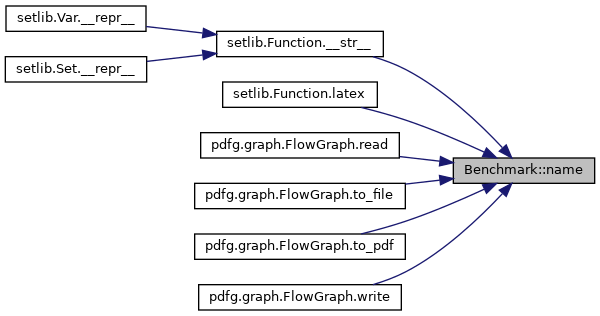 setlib.Var.__repr__
setlib.Set.__repr__
setlib.Function.__str__
setlib.Function.latex
pdfg.graph.FlowGraph.read
pdfg.graph.FlowGraph.to_file
pdfg.graph.FlowGraph.to_pdf
pdfg.graph.FlowGraph.write
Benchmark::name